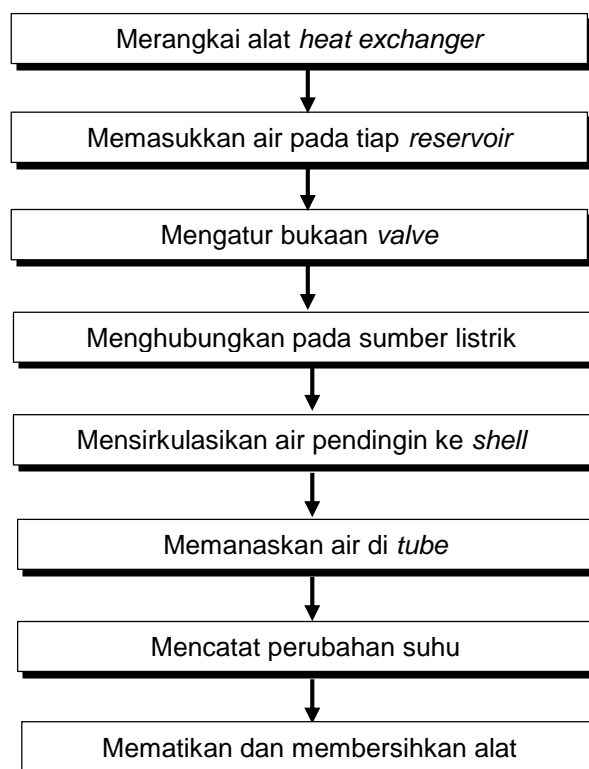 Merangkai alat heat exchanger
Memasukkan air pada tiap reservoir
Mengatur bukaan valve
Menghubungkan pada sumber listrik
Mensirkulasikan air pendingin ke shell
Memanaskan air di tube
Mencatat perubahan suhu
Mematikan dan membersihkan alat